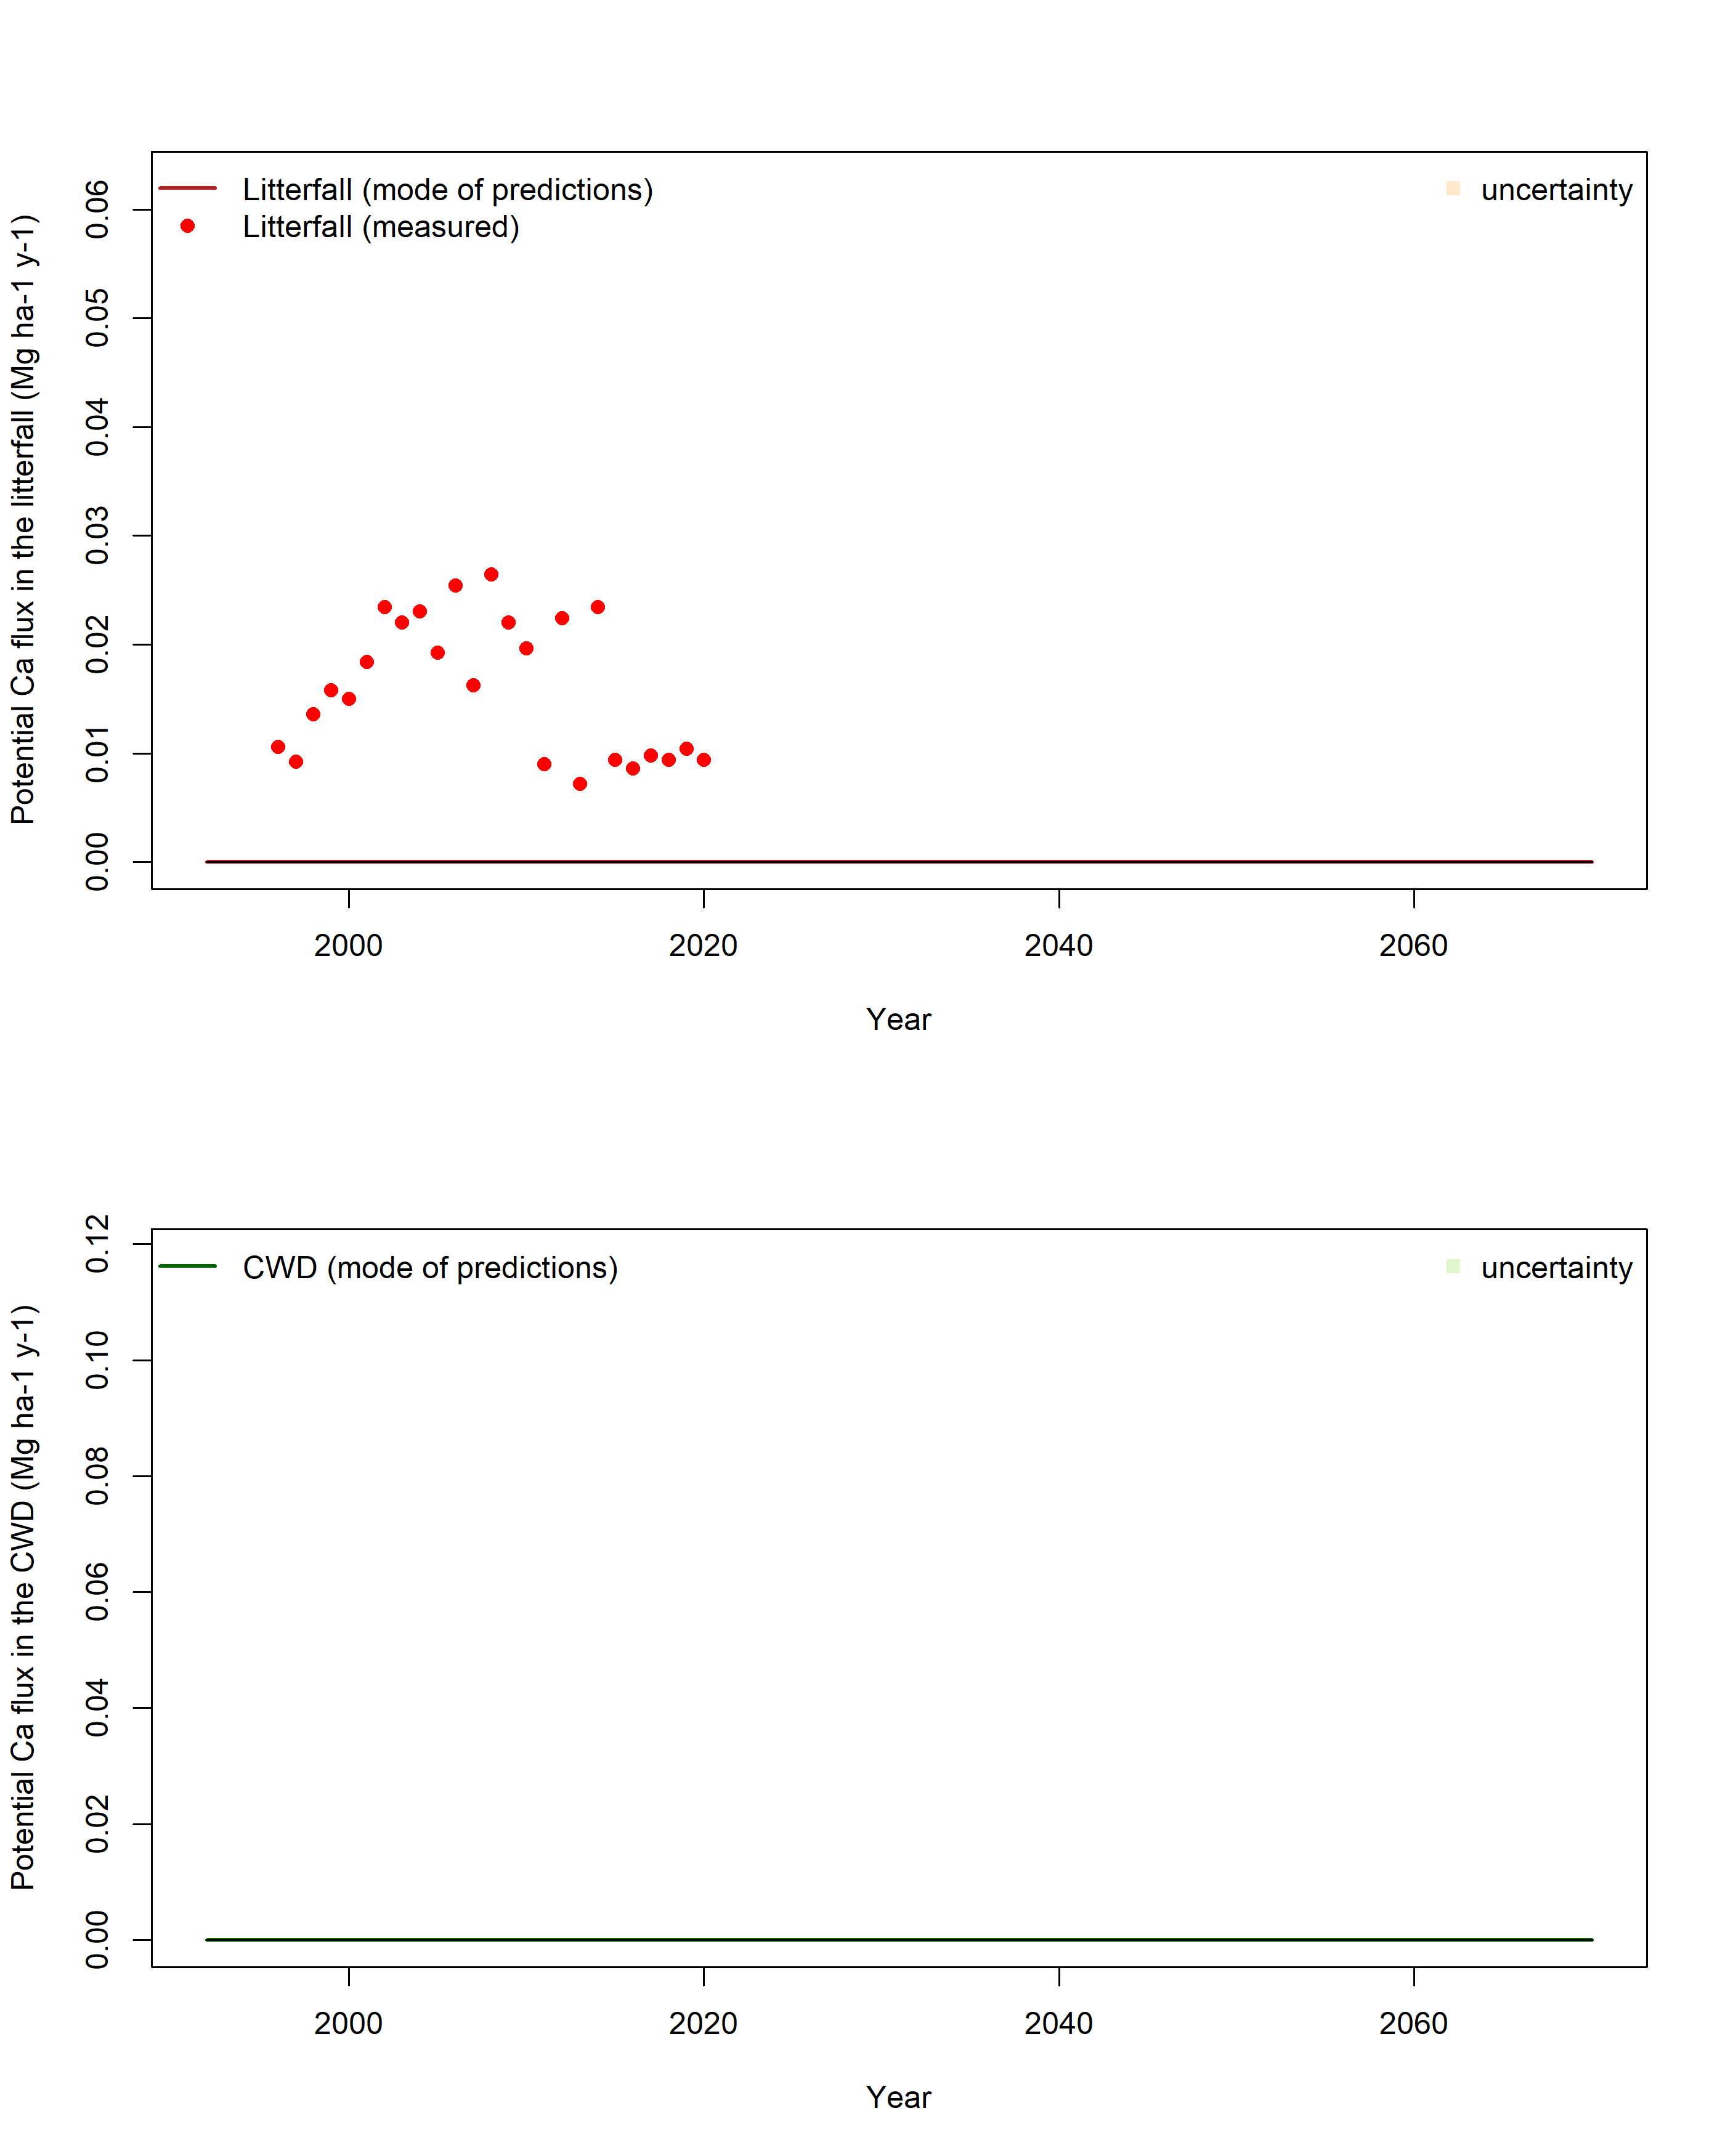 Litterfall (mode of predictions)
Litterfall (measured)
uncertainty
Potential Ca flux in the litterfall (Mg ha-1 y-1)
0.06
0.05
0.04
0.03
0.02
0.01
0.00
2000
2020
2040
2060
Year
CWD (mode of predictions)
uncertainty
Potential Ca flux in the CWD (Mg ha-1 y-1)
0.12
0.10
0.08
0.06
0.04
0.02
0.00
2000
2020
2040
2060
Year